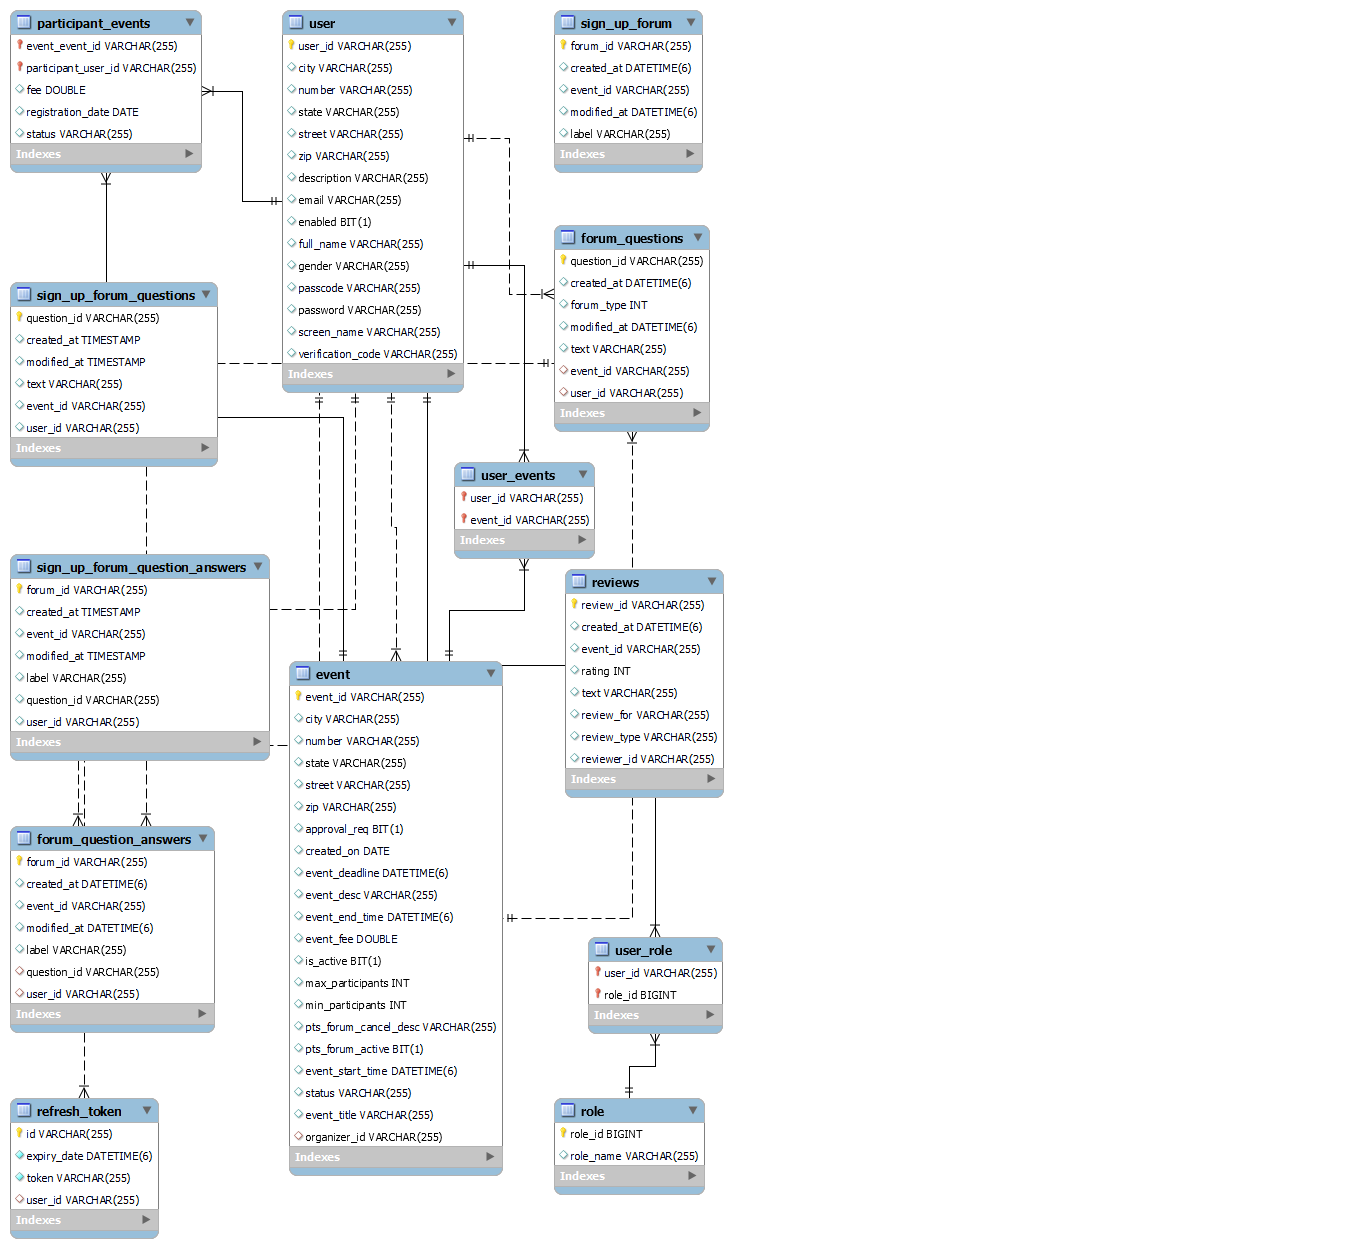 participant_events
event_event_id VARCHAR(255)
participant_user_id VARCHAR(255)
fee DOUBLE
registration_date DATE
status VARCHAR(255)
Indexes
user
user_id VARCHAR(255)
city VARCHAR(255)
number VARCHAR(255)
state VARCHAR(255)
street VARCHAR(255)
zip VARCHAR(255)
description VARCHAR(255)
email VARCHAR(255)
enabled BIT(1)
full_name VARCHAR(255)
gender VARCHAR(255)
passcode VARCHAR(255)
password VARCHAR(255)
screen_name VARCHAR(255)
verification_code VARCHAR(255)
Indexes
sign_up_forum
forum_id VARCHAR(255)
created_at DATETIME(6)
event_id VARCHAR(255)
modified_at DATETIME(6)
label VARCHAR(255)
Indexes
forum_questions
question_id VARCHAR(255)
created_at DATETIME(6)
forum_type INT
modified_at DATETIME(6)
text VARCHAR(255)
event_id VARCHAR(255)
user_id VARCHAR(255)
Indexes
sign_up_forum_questions
question_id VARCHAR(255)
created_at TIMESTAMP
modified_at TIMESTAMP
text VARCHAR(255)
event_id VARCHAR(255)
user_id VARCHAR(255)
Indexes
user_events
user_id VARCHAR(255)
event_id VARCHAR(255)
Indexes
sign_up_forum_question_answers
forum_id VARCHAR(255)
created_at TIMESTAMP
event_id VARCHAR(255)
modified_at TIMESTAMP
label VARCHAR(255)
question_id VARCHAR(255)
user_id VARCHAR(255)
Indexes
reviews
review_id VARCHAR(255)
created_at DATETIME(6)
event_id VARCHAR(255)
rating INT
text VARCHAR(255)
review_for VARCHAR(255)
review_type VARCHAR(255)
reviewer_id VARCHAR(255)
Indexes
event
event_id VARCHAR(255)
city VARCHAR(255)
number VARCHAR(255)
state VARCHAR(255)
street VARCHAR(255)
zip VARCHAR(255)
approval_req BIT(1)
created_on DATE
event_deadline DATETIME(6)
event_desc VARCHAR(255)
event_end_time DATETIME(6)
event_fee DOUBLE
is_active BIT(1)
max_participants INT
min_participants INT
pts_forum_cancel_desc VARCHAR(255)
pts_forum_active BIT(1)
event_start_time DATETIME(6)
status VARCHAR(255)
event_title VARCHAR(255)
organizer_id VARCHAR(255)
Indexes
forum_question_answers
forum_id VARCHAR(255)
created_at DATETIME(6)
event_id VARCHAR(255)
modified_at DATETIME(6)
label VARCHAR(255)
question_id VARCHAR(255)
user_id VARCHAR(255)
Indexes
user_role
user_id VARCHAR(255)
role_id BIGINT
Indexes
refresh_token
id VARCHAR(255)
expiry_date DATETIME(6)
token VARCHAR(255)
user_id VARCHAR(255)
Indexes
role
role_id BIGINT
role_name VARCHAR(255)
Indexes